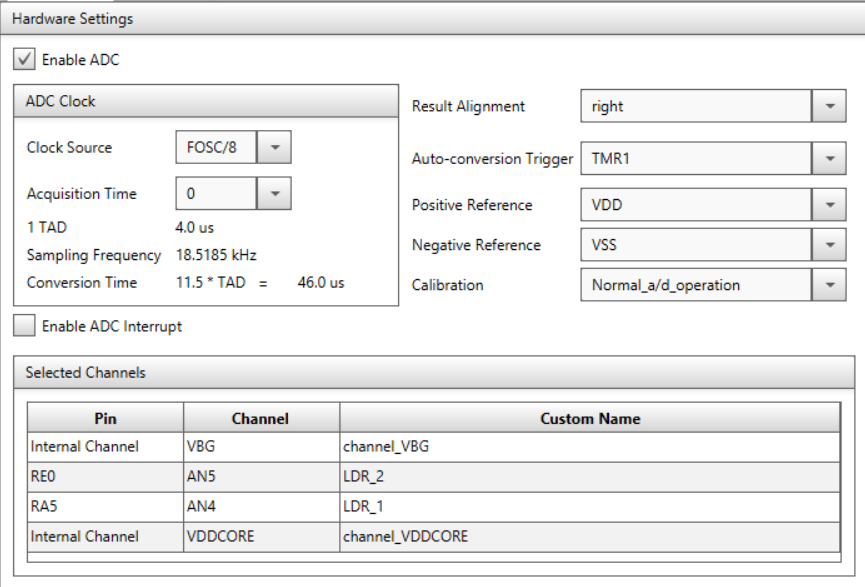 Hardware Settings
Enable ADC
ADC Clock
Clock Source FOSC/8
Acquisition Time 0
1 TAD 4.0 us
Sampling Frequency 18.5185 kHz
Conversion Time 11.5 * TAD = 46.0 us
Result Alignment right
Auto-conversion Trigger TMR1
Positive Reference VDD
Negative Reference VSS
Calibration Normal_a/d_operation
Enable ADC Interrupt
Selected Channels
Pin Channel Custom Name
Internal Channel VBG channel_VBG
RE0 AN5 LDR_2
RA5 AN4 LDR_1
Internal Channel VDDCORE channel_VDDCORE